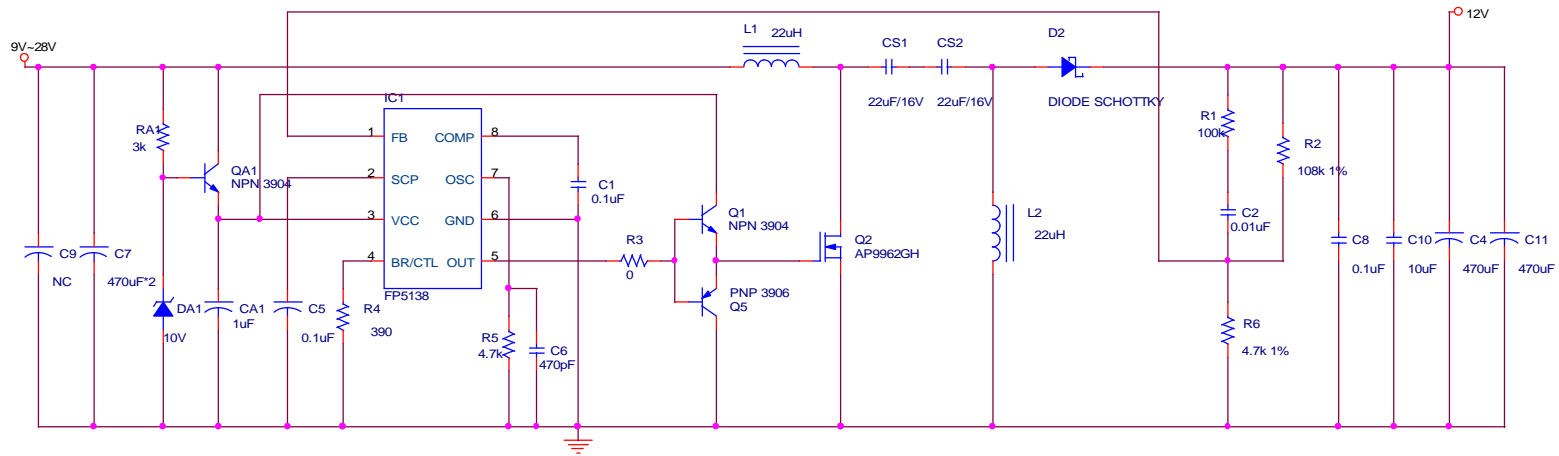 12V
9V~28V
L1
22uH
CS1
CS2
D2
22uF/16V
22uF/16V
DIODE SCHOTTKY
IC1
RA1
3k
QA1
NPN 3904
1
FB
COMP
8
2
SCP
OSC
7
3
VCC
GND
6
4
BR/CTL
OUT
5
FP5138
C1
0.1uF
R1
100k
R2
108k 1%
C2
0.01uF
Q1
NPN 3904
R3
0
Q2
AP9962GH
L2
22uH
C9
NC
C7
470uF*2
DA1
10V
CA1
1uF
C5
0.1uF
R4
390
R5
4.7k
C6
470pF
PNP 3906
Q5
R6
4.7k 1%
C8
0.1uF
C10
10uF
C4
470uF
C11
470uF